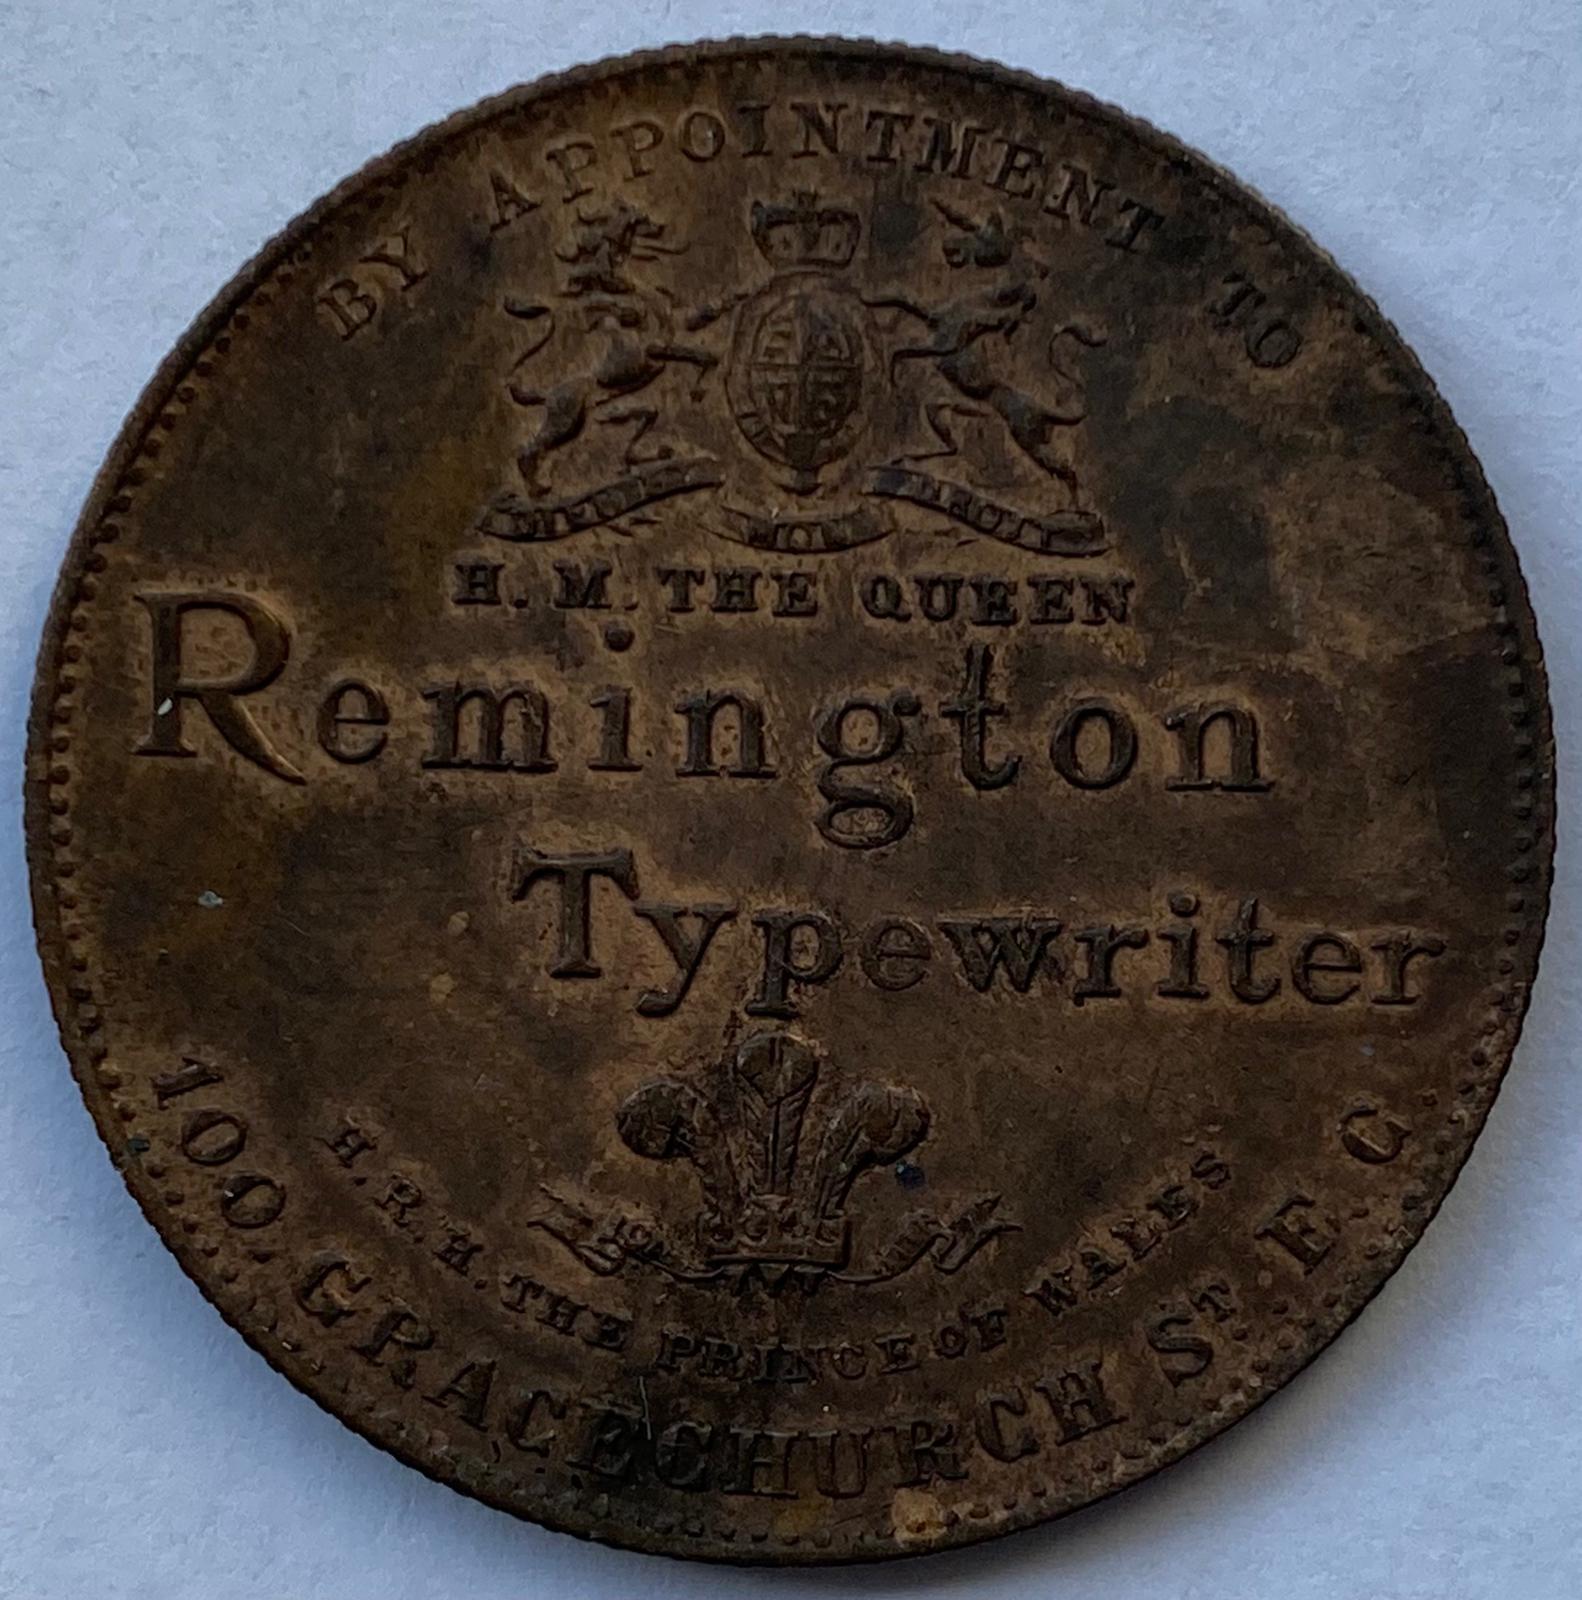 BY APPOINTMENT TO
H. M. THE QUEEN
Remington
Typewriter
H.R.H. THE PRINCE OF WALES
100. GRACECHURCH ST E. C.